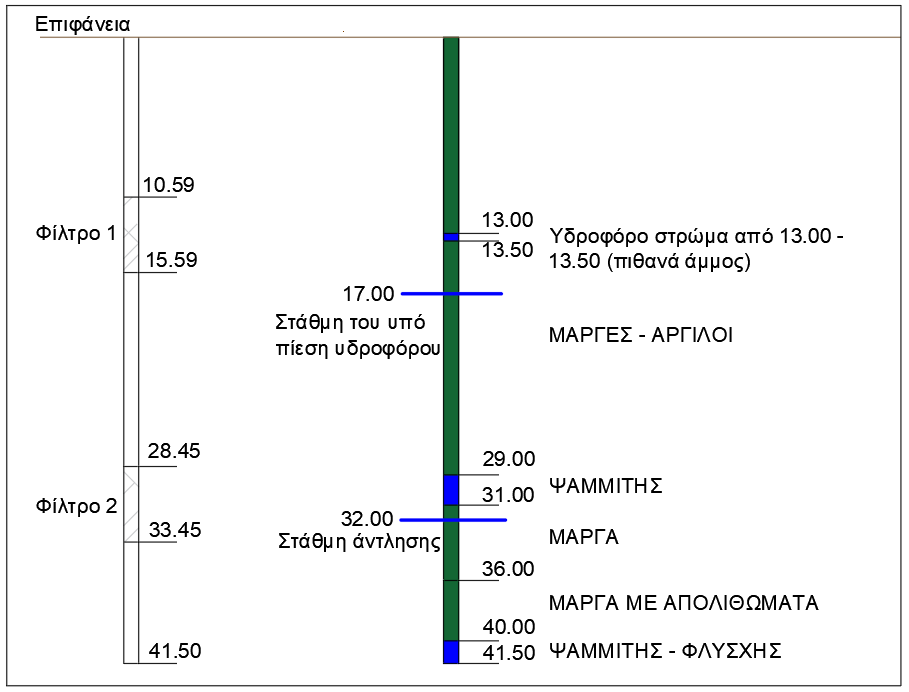 Επιφάνεια
10.59
Φίλτρο 1
15.59
28.45
Φίλτρο 2
33.45
41.50
17.00
Στάθμη του υπό
πίεση υδροφόρου
32.00
Στάθμη άντλησης
13.00
13.50
Υδροφόρο στρώμα από 13.00 -
13.50 (πιθανά άμμος)
ΜΑΡΓΕΣ - ΑΡΓΙΛΟΙ
29.00
31.00
ΨΑΜΜΙΤΗΣ
ΜΑΡΓΑ
36.00
ΜΑΡΓΑ ΜΕ ΑΠΟΛΙΘΩΜΑΤΑ
40.00
41.50
ΨΑΜΜΙΤΗΣ - ΦΛΥΣΧΗΣ